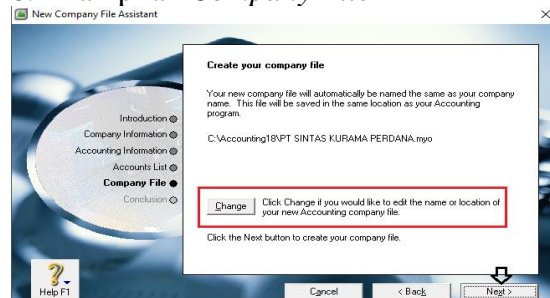 New Company File Assistant
Create your company file
Your new company file will automatically be named the same as your company
name. This file will be saved in the same location as your Accounting
program.
C:\Accounting18\PT SINTAS KURAMA PERDANA.myo
Introduction
Company Information
Accounting Information
Accounts List
Company File
Conclusion
Change
Click Change if you would like to edit the name or location of
your new Accounting company file.
Click the Next button to create your company file.
Help F1
Cancel
< Back
Next >